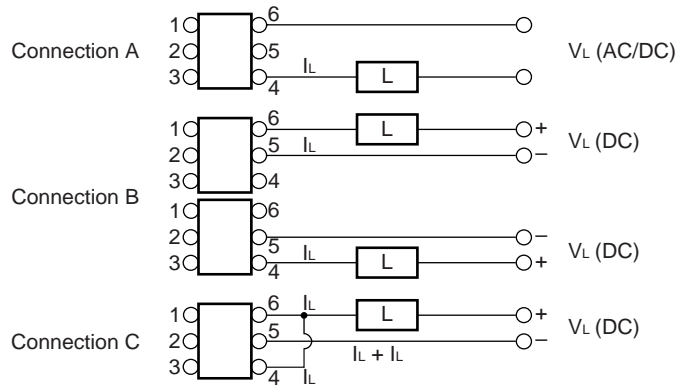 Connection A
1 6
2 5
3 4
IL L
VL (AC/DC)
Connection B
1 6
2 5
3 4
L IL
+
−
VL (DC)
1 6
2 5
3 4
IL L
−
+
VL (DC)
Connection C
1 6
2 5
3 4
IL L
IL + IL
IL
+
−
VL (DC)